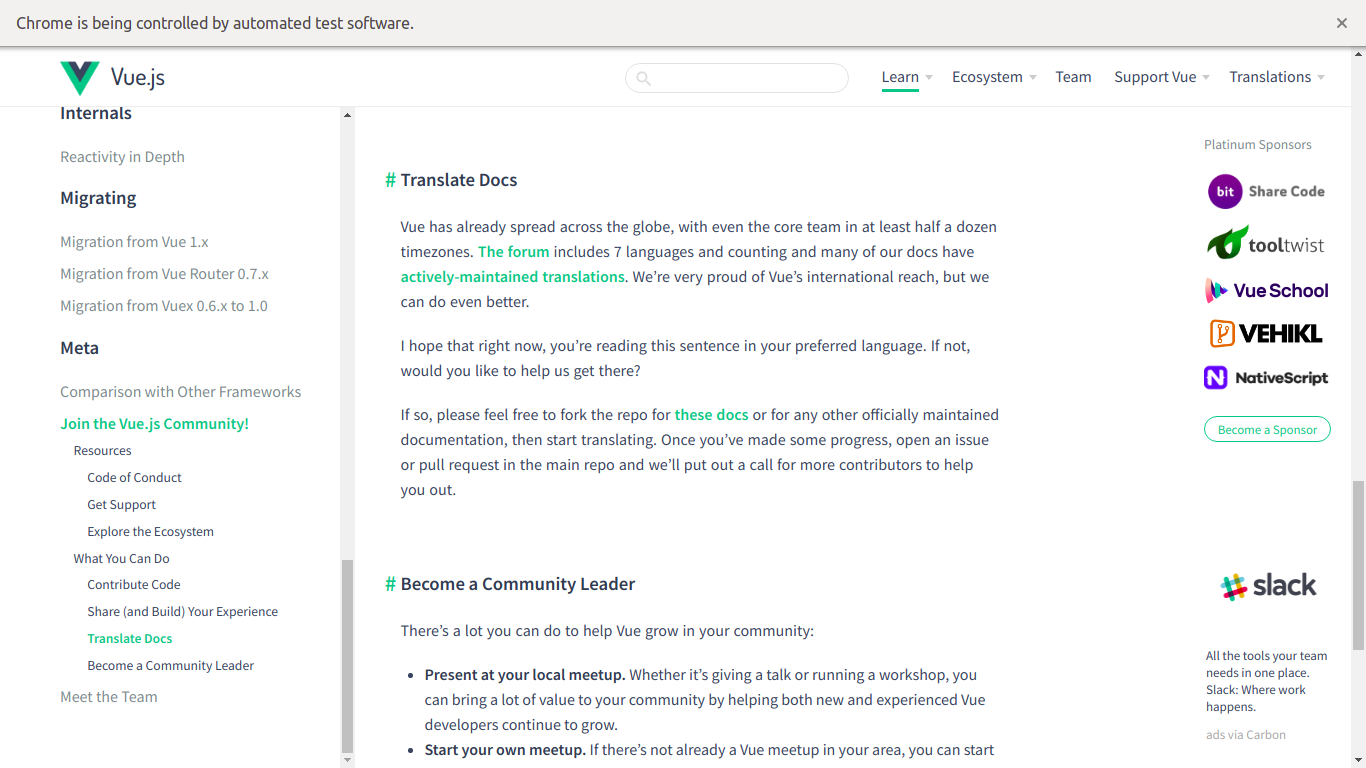 Chrome is being controlled by automated test software.
Vue.js
Learn
Ecosystem
Team
Support Vue
Translations
Internals
Reactivity in Depth
Migrating
Migration from Vue 1.x
Migration from Vue Router 0.7.x
Migration from Vuex 0.6.x to 1.0
Meta
Comparison with Other Frameworks
Join the Vue.js Community!
Resources
Code of Conduct
Get Support
Explore the Ecosystem
What You Can Do
Contribute Code
Share (and Build) Your Experience
Translate Docs
Become a Community Leader
Meet the Team
# Translate Docs
Vue has already spread across the globe, with even the core team in at least half a dozen
timezones. The forum includes 7 languages and counting and many of our docs have
actively-maintained translations. We’re very proud of Vue’s international reach, but we
can do even better.
I hope that right now, you’re reading this sentence in your preferred language. If not,
would you like to help us get there?
If so, please feel free to fork the repo for these docs or for any other officially maintained
documentation, then start translating. Once you’ve made some progress, open an issue
or pull request in the main repo and we’ll put out a call for more contributors to help
you out.
# Become a Community Leader
There’s a lot you can do to help Vue grow in your community:
• Present at your local meetup. Whether it’s giving a talk or running a workshop, you
can bring a lot of value to your community by helping both new and experienced Vue
developers continue to grow.
• Start your own meetup. If there’s not already a Vue meetup in your area, you can start
Platinum Sponsors
bit Share Code
tooltwist
Vue School
VEHIKL
N NativeScript
Become a Sponsor
slack
All the tools your team
needs in one place.
Slack: Where work
happens.
ads via Carbon